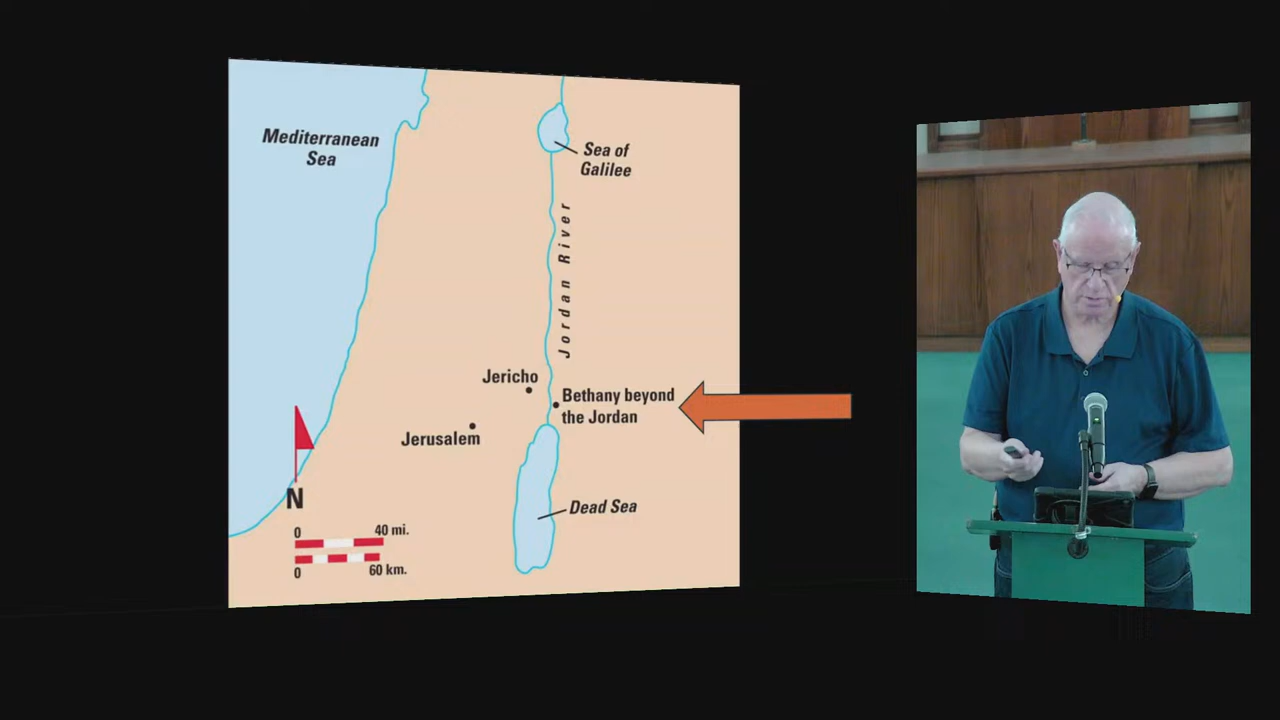 Mediterranean
Sea
Sea of
Galilee
Jordan River
Jericho
Bethany beyond
the Jordan
Jerusalem
Dead Sea
N
0 40 mi.
0 60 km.